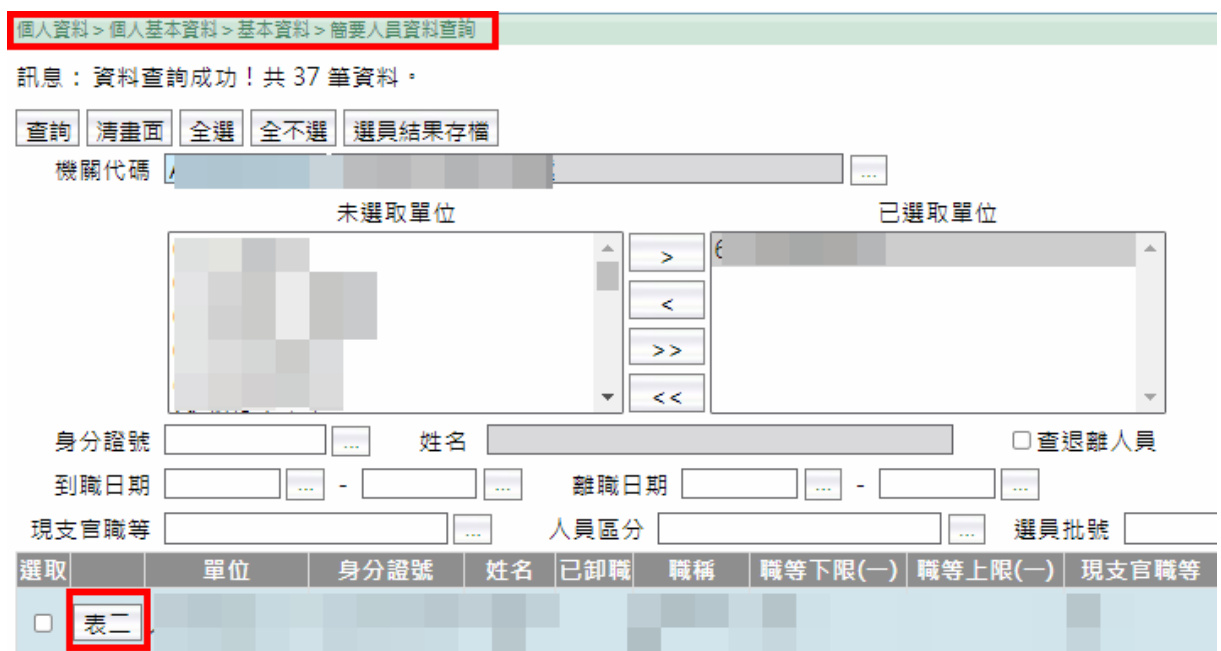 個人資料>個人基本資料>基本資料>簡要人員資料查詢
訊息：資料查詢成功！共 37 筆資料。
查詢 清畫面 全選 全不選 選員結果存檔
機關代碼 ...
未選取單位 已選取單位
>
<
>>
<<
身分證號 ... 姓名 查退離人員
到職日期 ... - ... 離職日期 ... - ...
現支官職等 ... 人員區分 ... 選員批號
選取 單位 身分證號 姓名 已卸職 職稱 職等下限(一) 職等上限(一) 現支官職等
表二